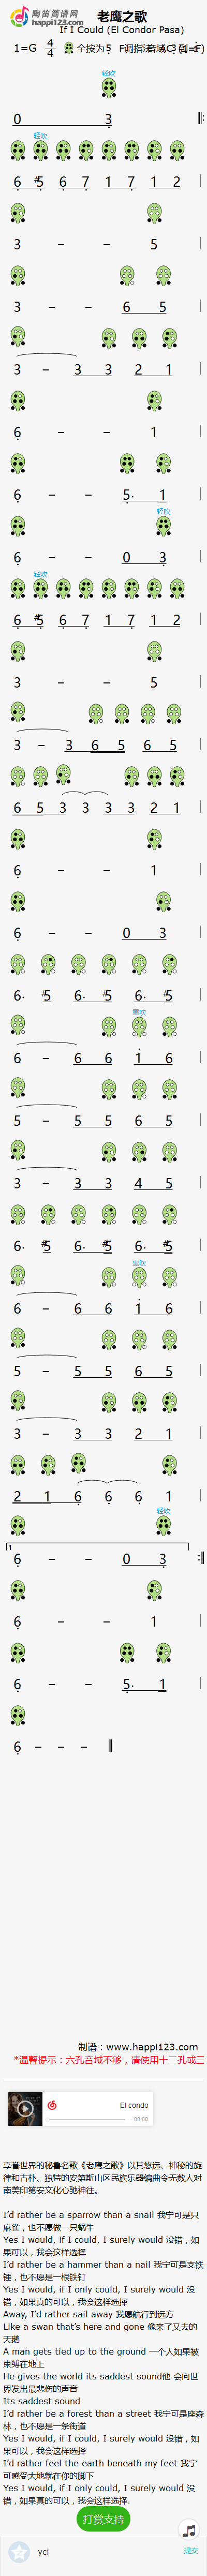 陶笛简谱网
happi123.com
老鹰之歌
If I Could (El Condor Pasa)
1=G 4/4 全按为5
轻吹
0 3
轻吹
6 #5 6 7 1 7 1 2
3 – – 5
3 – – 6 5
3 – 3 3 2 1
6 – – 1
6 – – 5. 1
轻吹
6 – – 0 3
轻吹
6 #5 6 7 1 7 1 2
3 – – 5
3 – 3 6 5 6 5
6 5 3 3 3 3 2 1
6 – – 1
6 – – 0 3
6. #5 6. #5 6. #5
重吹
6 – 6 6 1 6
5 – 5 5 6 5
3 – 3 3 4 5
6. #5 6. #5 6. #5
重吹
6 – 6 6 1 6
5 – 5 5 6 5
3 – 3 3 2 1
2 1 6 6 6 1
轻吹
1
6 – – 0 3
6 – – 1
6 – – 5. 1
6 – – –
制谱：www.happi123.com
*温馨提示：六孔音域不够，请使用十二孔或三
El condo
- 00:00
享誉世界的秘鲁名歌《老鹰之歌》以其悠远、神秘的旋
律和古朴、独特的安第斯山区民族乐器编曲令无数人对
南美印第安文化心驰神往。
I’d rather be a sparrow than a snail 我宁可是只
麻雀，也不愿做一只蜗牛
Yes I would, if I could, I surely would 没错，如
果可以，我会这样选择
I’d rather be a hammer than a nail 我宁可是支铁
锤，也不愿是一根铁钉
Yes I would, if I only could, I surely would 没
错，如果真的可以，我会这样选择
Away, I’d rather sail away 我愿航行到远方
Like a swan that’s here and gone 像来了又去的
天鹅
A man gets tied up to the ground 一个人如果被
束缚在地上
He gives the world its saddest sound他 会向世
界发出最悲伤的声音
Its saddest sound
I’d rather be a forest than a street 我宁可是座森
林，也不愿是一条街道
Yes I would, if I could, I surely would 没错，如
果可以，我会这样选择
I’d rather feel the earth beneath my feet 我宁
可感受大地就在你的脚下
Yes I would, if I only could, I surely would 没
错，如果真的可以，我会这样选择.
打赏支持
ycl
提交